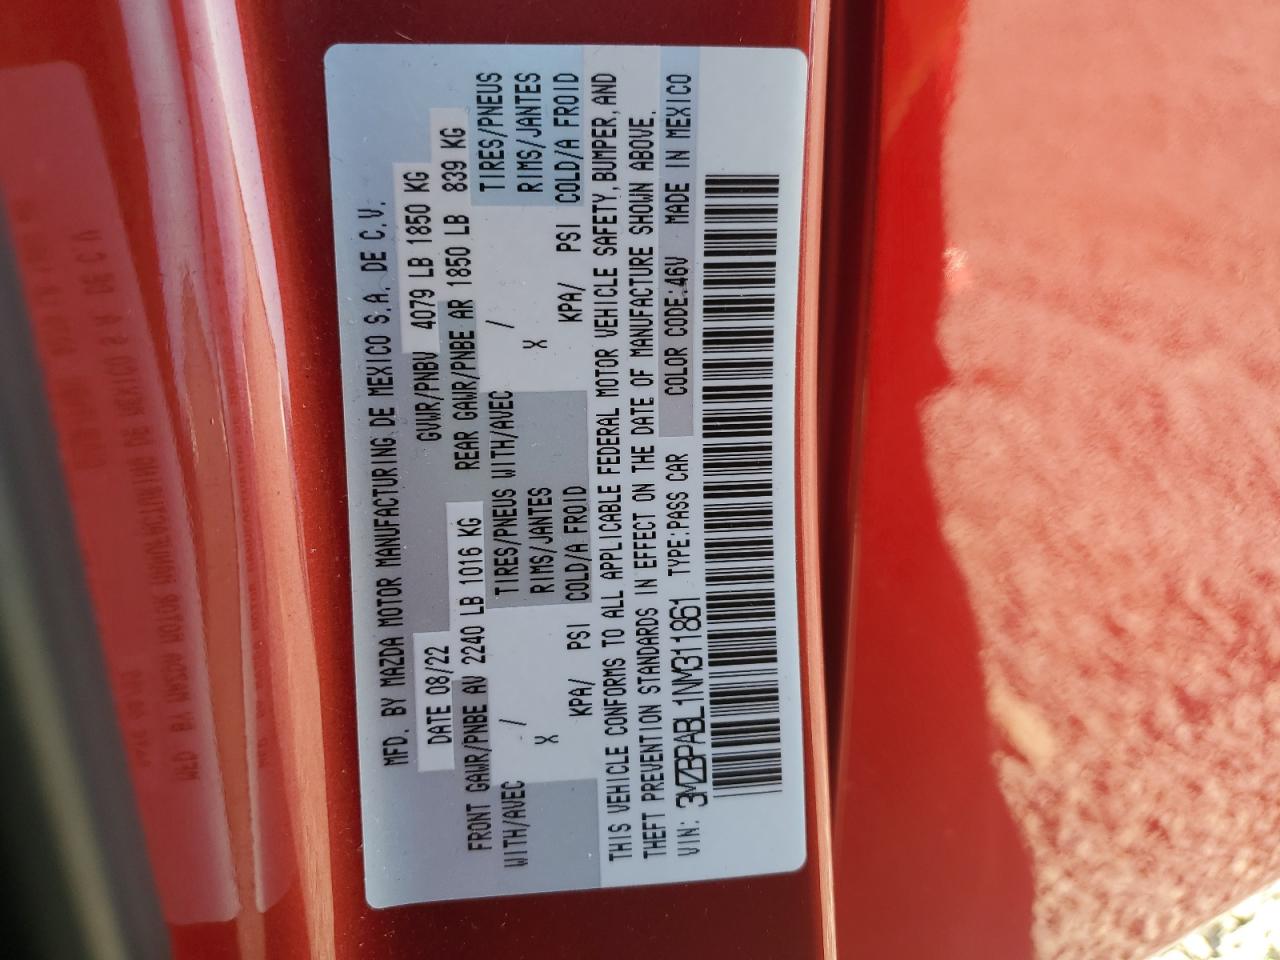 MFD. BY MAZDA MOTOR MANUFACTURING DE MEXICO S.A. DE C.V.
DATE 08/22 GVWR/PNBV 4079 LB 1850 KG
FRONT GAWR/PNBE AV 2240 LB 1016 KG REAR GAWR/PNBE AR 1850 LB 839 KG
WITH/AVEC / TIRES/PNEUS WITH/AVEC / TIRES/PNEUS
X RIMS/JANTES X RIMS/JANTES
KPA/ PSI COLD/A FROID KPA/ PSI COLD/A FROID
THIS VEHICLE CONFORMS TO ALL APPLICABLE FEDERAL MOTOR VEHICLE SAFETY,BUMPER,AND
THEFT PREVENTION STANDARDS IN EFFECT ON THE DATE OF MANUFACTURE SHOWN ABOVE.
VIN: 3MZBPABL1NM311861 TYPE:PASS CAR COLOR CODE:46V MADE IN MEXICO